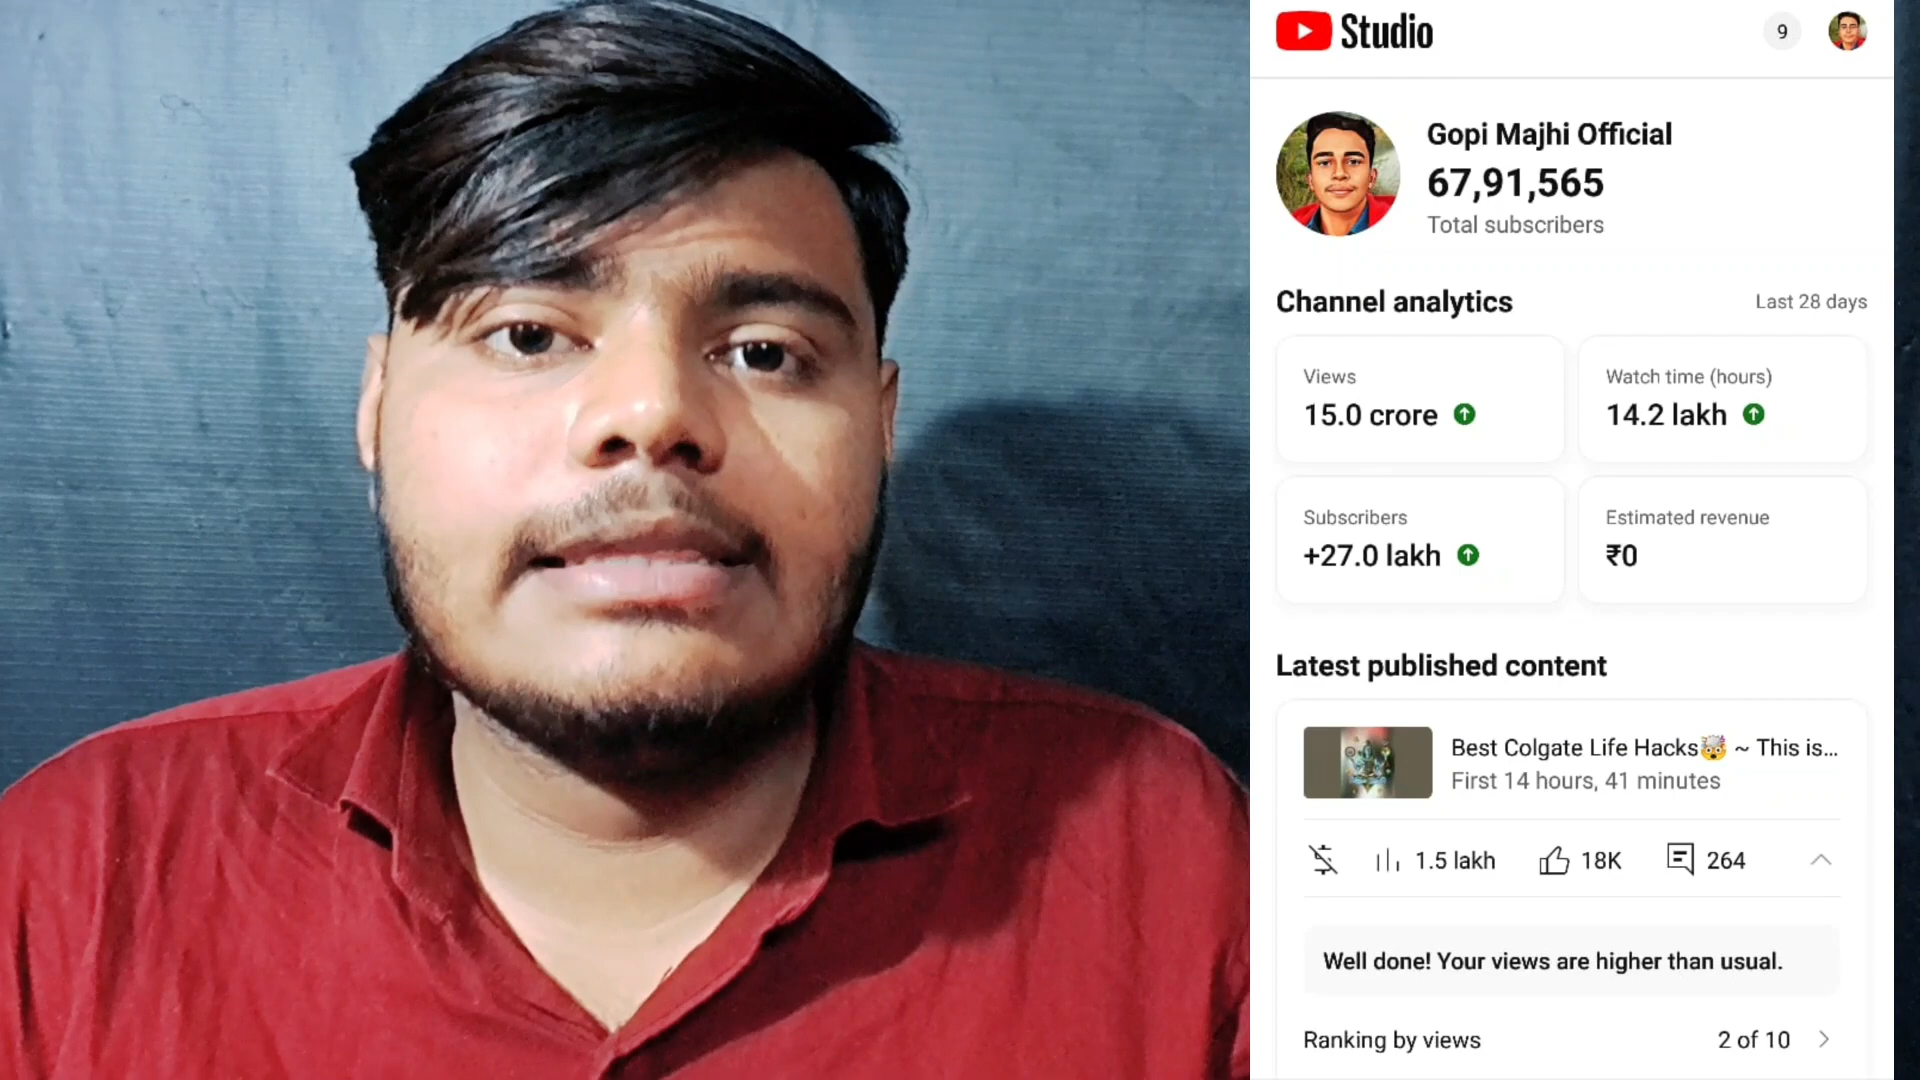 Studio
9
Gopi Majhi Official
67,91,565
Total subscribers
Channel analytics
Last 28 days
Views
15.0 crore
Watch time (hours)
14.2 lakh
Subscribers
+27.0 lakh
Estimated revenue
₹0
Latest published content
Best Colgate Life Hacks🤯 ~ This is...
First 14 hours, 41 minutes
1.5 lakh
18K
264
Well done! Your views are higher than usual.
Ranking by views
2 of 10